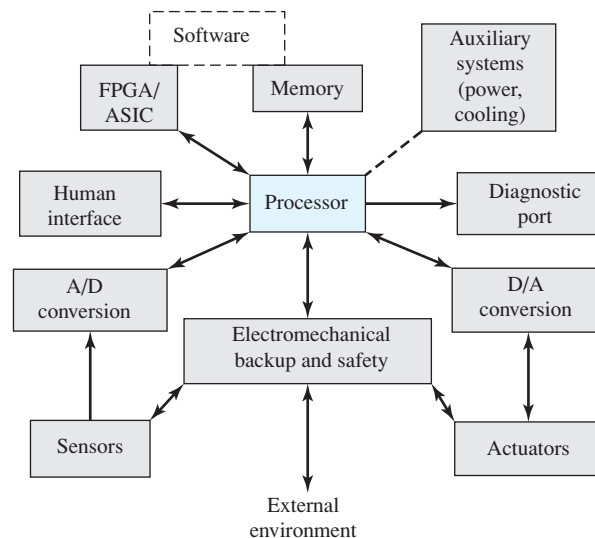 Software
Auxiliary
systems
(power,
cooling)
FPGA/
ASIC
Memory
Human
interface
Processor
Diagnostic
port
A/D
conversion
D/A
conversion
Electromechanical
backup and safety
Sensors
Actuators
External
environment